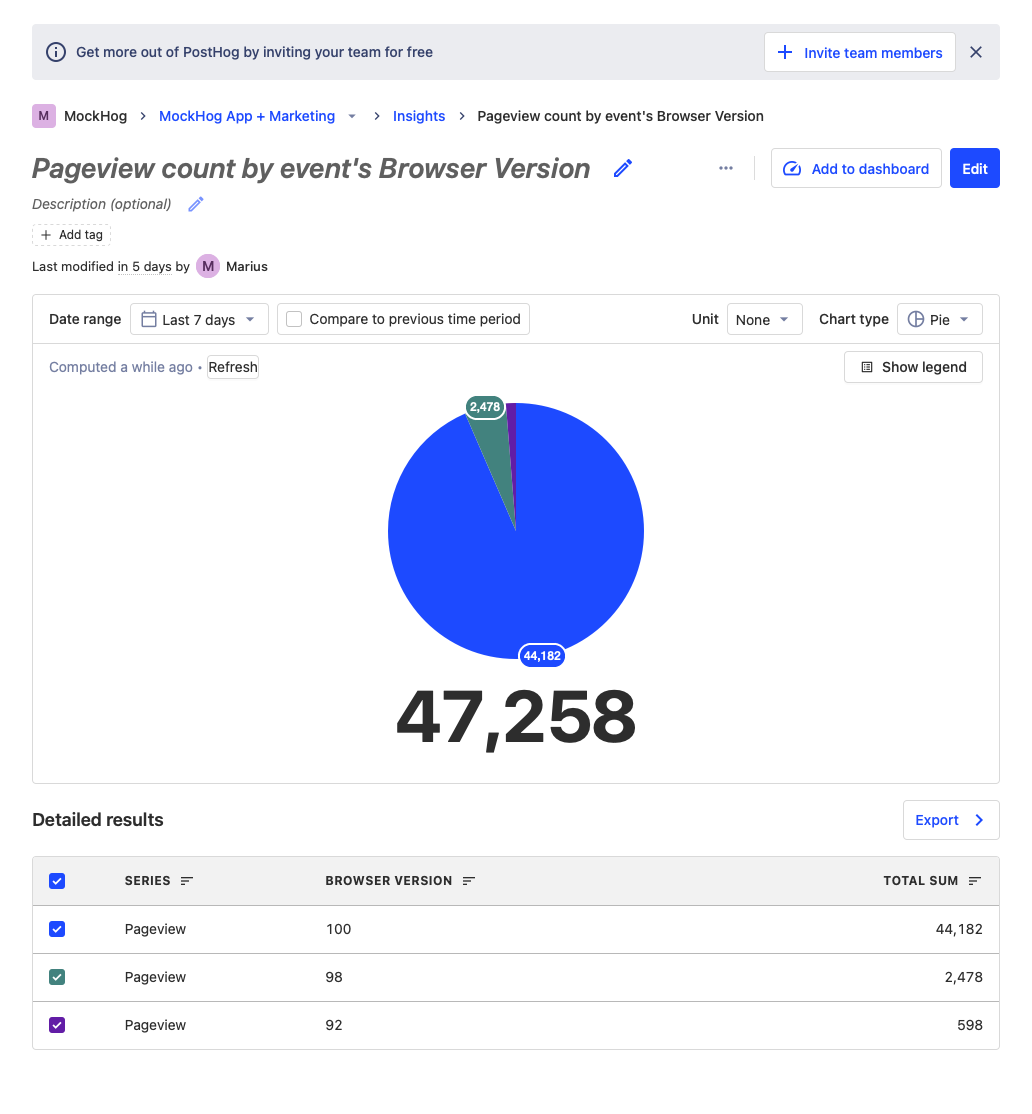 Get more out of PostHog by inviting your team for free
Invite team members
M MockHog MockHog App + Marketing Insights Pageview count by event's Browser Version
Pageview count by event's Browser Version
Add to dashboard
Edit
Description (optional)
Add tag
Last modified in 5 days by M Marius
Date range Last 7 days Compare to previous time period Unit None Chart type Pie
Computed a while ago • Refresh
Show legend
2,478
44,182
47,258
Detailed results
Export
SERIES BROWSER VERSION TOTAL SUM
Pageview 100 44,182
Pageview 98 2,478
Pageview 92 598